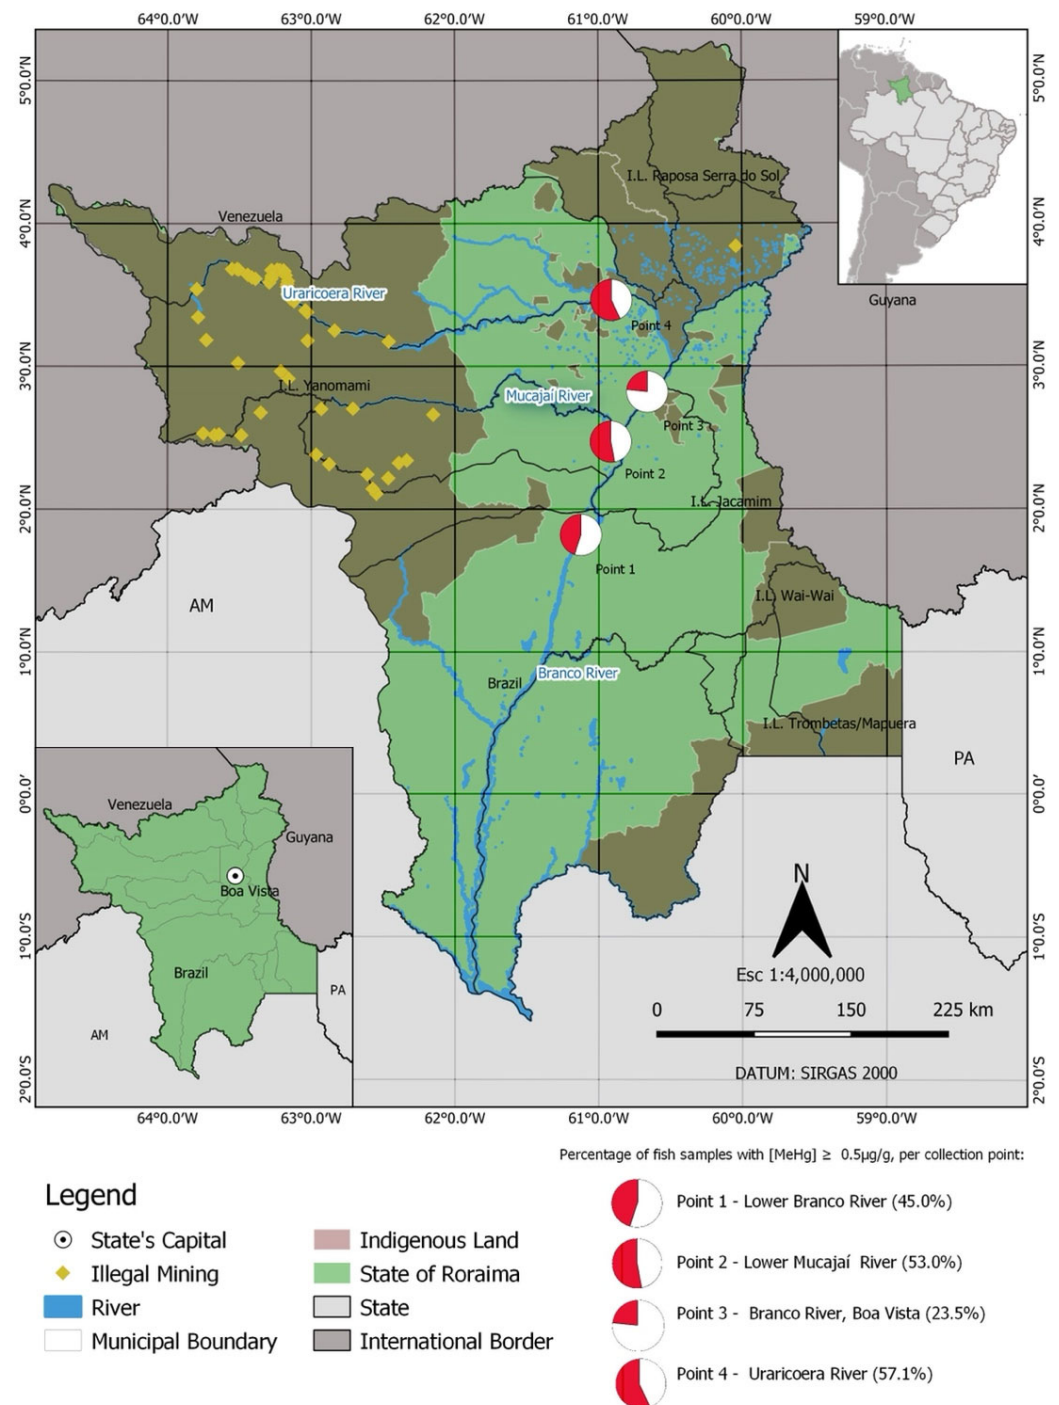 64°0.0'W 63°0.0'W 62°0.0'W 61°0.0'W 60°0.0'W 59°0.0'W
5°0.0'N
5°0.0'N
I.L. Raposa Serra do Sol
Venezuela
4°0.0'N
4°0.0'N
Uraricoera River
Guyana
Point 4
3°0.0'N
3°0.0'N
I.L. Yanomami
Mucajaí River
Point 3
Point 2
I.L. Jacamim
2°0.0'N
2°0.0'N
Point 1
AM
I.L. Wai-Wai
1°0.0'N
1°0.0'N
Branco River
Brazil
I.L. Trombetas/Mapuera
PA
0°0.0'
0°0.0'
Venezuela
Guyana
Boa Vista
Brazil
PA
AM
N
1°0.0'S
1°0.0'S
Esc 1:4,000,000
0 75 150 225 km
DATUM: SIRGAS 2000
2°0.0'S
2°0.0'S
64°0.0'W 63°0.0'W 62°0.0'W 61°0.0'W 60°0.0'W 59°0.0'W
Percentage of fish samples with [MeHg] ≥ 0.5µg/g, per collection point:
Legend
State's Capital
Illegal Mining
River
Municipal Boundary
Indigenous Land
State of Roraima
State
International Border
Point 1 - Lower Branco River (45.0%)
Point 2 - Lower Mucajaí River (53.0%)
Point 3 - Branco River, Boa Vista (23.5%)
Point 4 - Uraricoera River (57.1%)